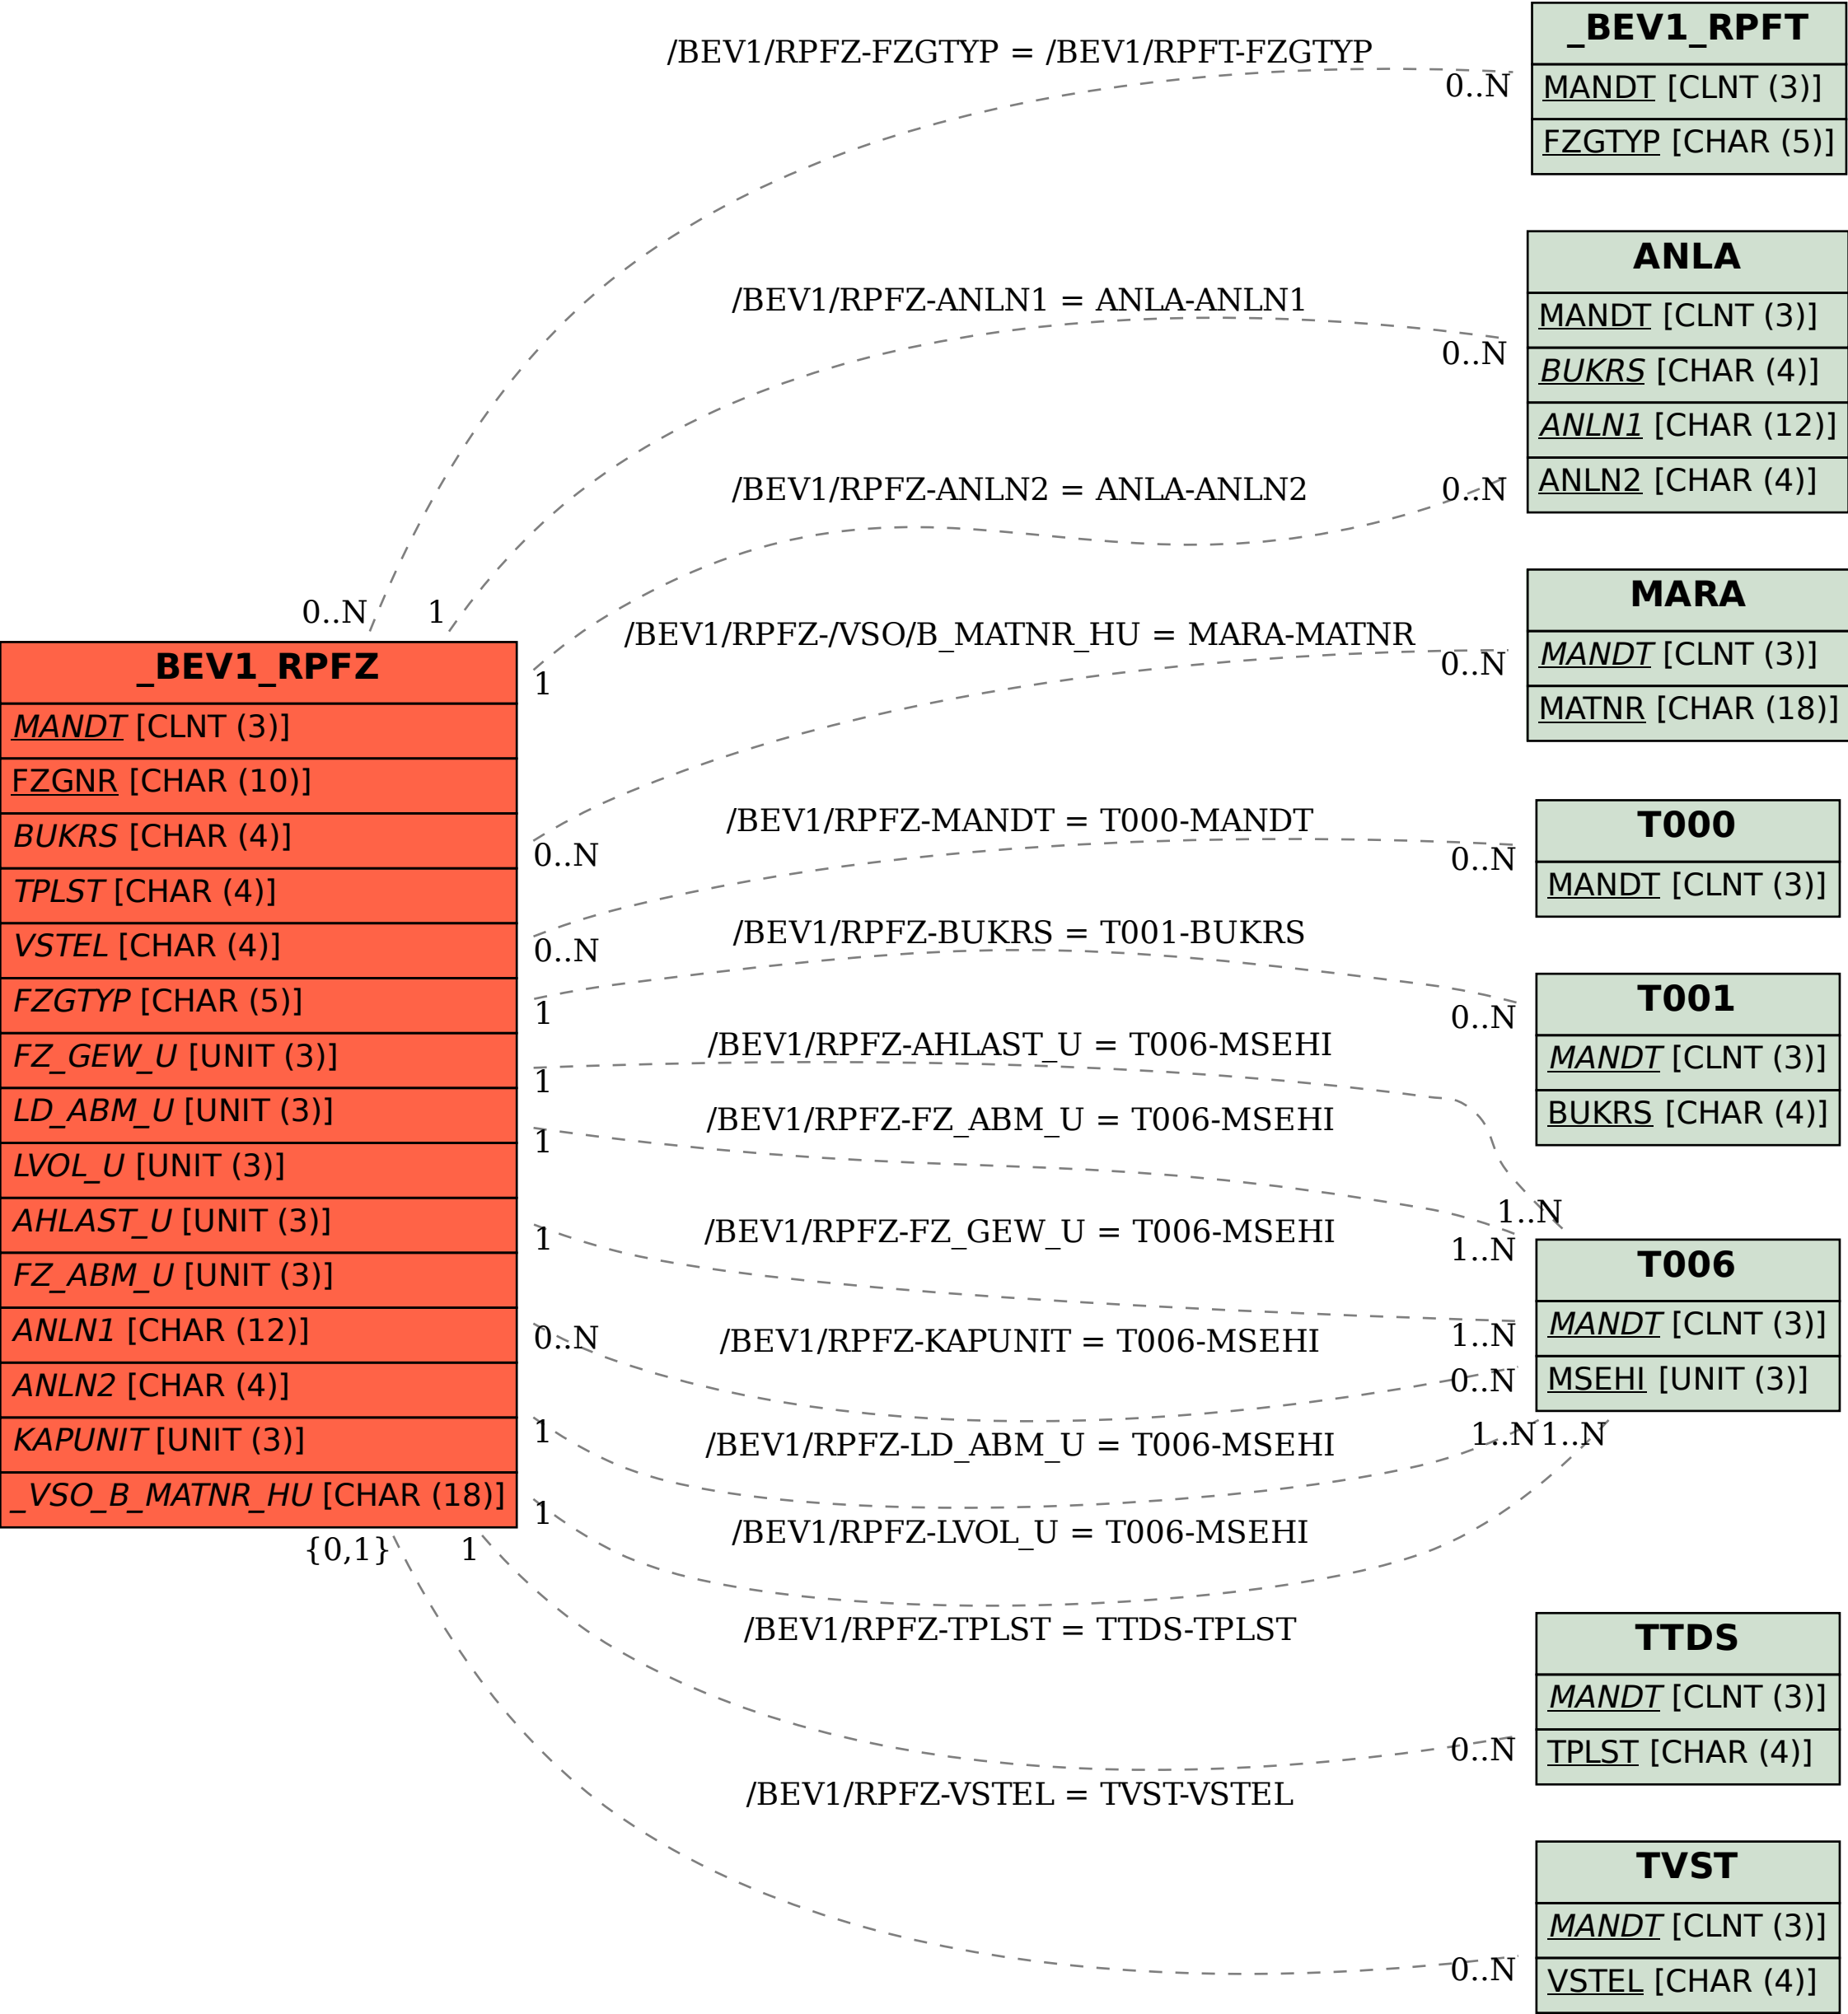 _BEV1_RPFT
MANDT [CLNT (3)]
FZGTYP [CHAR (5)]
/BEV1/RPFZ-FZGTYP = /BEV1/RPFT-FZGTYP
0..N
0..N
ANLA
MANDT [CLNT (3)]
BUKRS [CHAR (4)]
ANLN1 [CHAR (12)]
ANLN2 [CHAR (4)]
/BEV1/RPFZ-ANLN1 = ANLA-ANLN1
0..N
1
/BEV1/RPFZ-ANLN2 = ANLA-ANLN2
0..N
1
MARA
MANDT [CLNT (3)]
MATNR [CHAR (18)]
/BEV1/RPFZ-/VSO/B_MATNR_HU = MARA-MATNR
0..N
0..N
_BEV1_RPFZ
MANDT [CLNT (3)]
FZGNR [CHAR (10)]
BUKRS [CHAR (4)]
TPLST [CHAR (4)]
VSTEL [CHAR (4)]
FZGTYP [CHAR (5)]
FZ_GEW_U [UNIT (3)]
LD_ABM_U [UNIT (3)]
LVOL_U [UNIT (3)]
AHLAST_U [UNIT (3)]
FZ_ABM_U [UNIT (3)]
ANLN1 [CHAR (12)]
ANLN2 [CHAR (4)]
KAPUNIT [UNIT (3)]
_VSO_B_MATNR_HU [CHAR (18)]
/BEV1/RPFZ-MANDT = T000-MANDT
0..N
0..N
T000
MANDT [CLNT (3)]
/BEV1/RPFZ-BUKRS = T001-BUKRS
1
0..N
T001
MANDT [CLNT (3)]
BUKRS [CHAR (4)]
/BEV1/RPFZ-AHLAST_U = T006-MSEHI
1
1..N
/BEV1/RPFZ-FZ_ABM_U = T006-MSEHI
1
1..N
/BEV1/RPFZ-FZ_GEW_U = T006-MSEHI
1
1..N
T006
MANDT [CLNT (3)]
MSEHI [UNIT (3)]
/BEV1/RPFZ-KAPUNIT = T006-MSEHI
0..N
0..N
/BEV1/RPFZ-LD_ABM_U = T006-MSEHI
1
1..N
/BEV1/RPFZ-LVOL_U = T006-MSEHI
1
1..N
/BEV1/RPFZ-TPLST = TTDS-TPLST
1
0..N
TTDS
MANDT [CLNT (3)]
TPLST [CHAR (4)]
/BEV1/RPFZ-VSTEL = TVST-VSTEL
{0,1}
0..N
TVST
MANDT [CLNT (3)]
VSTEL [CHAR (4)]